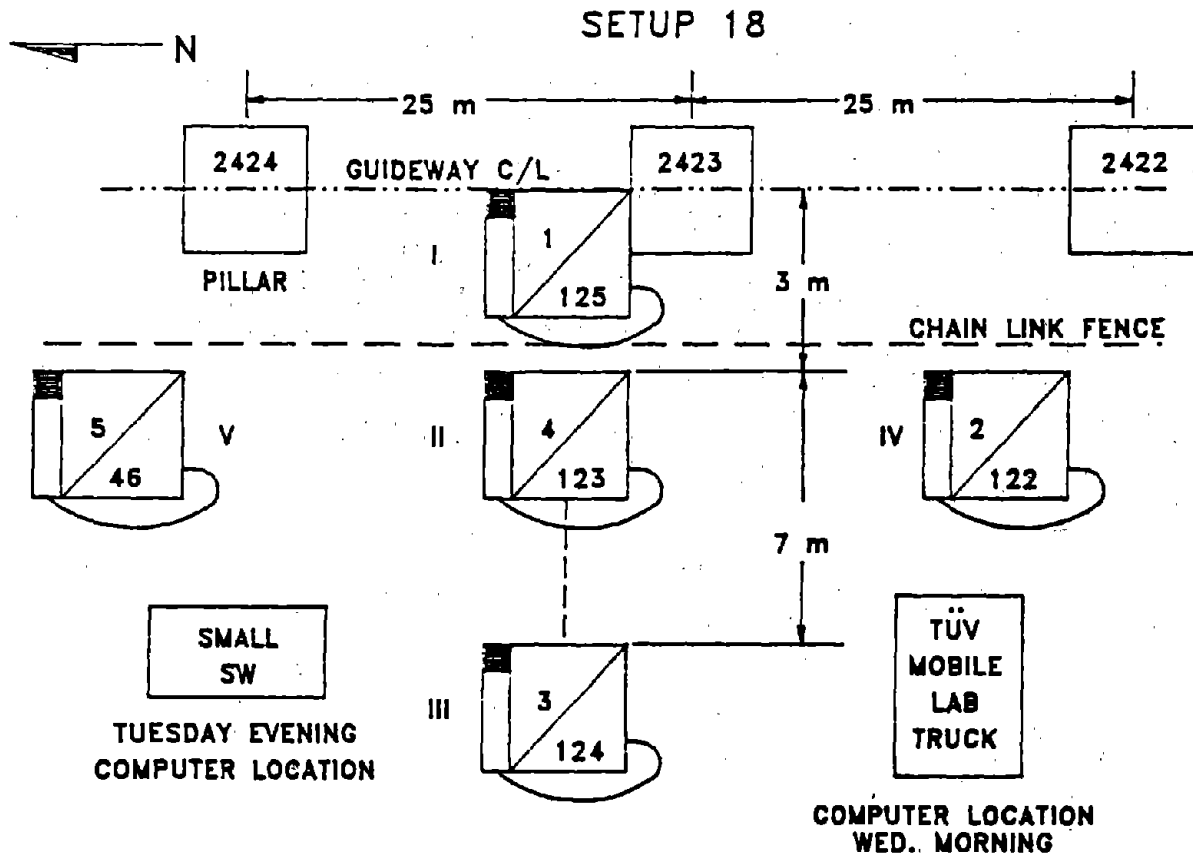 SETUP 18
N
25 m
25 m
2424
GUIDEWAY C/L
2423
2422
I
1
125
PILLAR
3 m
CHAIN LINK FENCE
5
46
V
II
4
123
IV
2
122
7 m
SMALL
SW
TUESDAY EVENING
COMPUTER LOCATION
III
3
124
TÜV
MOBILE
LAB
TRUCK
COMPUTER LOCATION
WED. MORNING